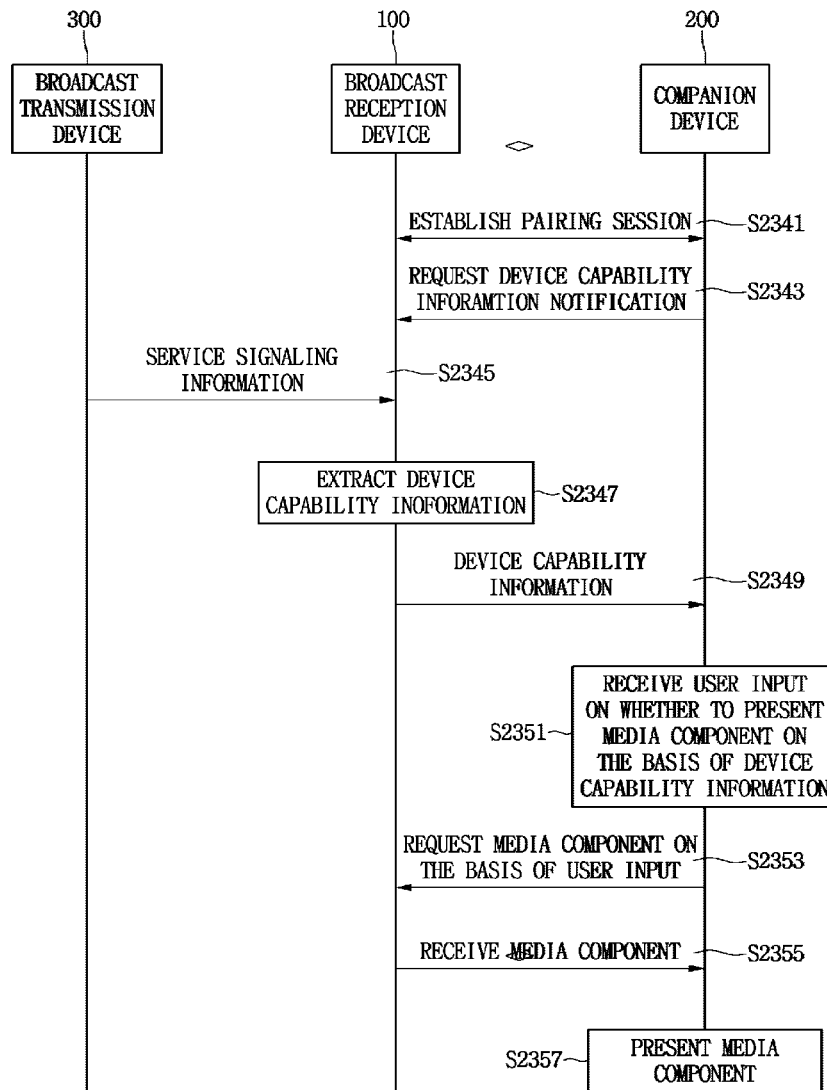 300
100
200
BROADCAST
TRANSMISSION
DEVICE
BROADCAST
RECEPTION
DEVICE
COMPANION
DEVICE
ESTABLISH PAIRING SESSION
S2341
REQUEST DEVICE CAPABILITY
INFORAMTION NOTIFICATION
S2343
SERVICE SIGNALING
INFORMATION
S2345
EXTRACT DEVICE
CAPABILITY INOFORMATION
S2347
DEVICE CAPABILITY
INFORMATION
S2349
RECEIVE USER INPUT
ON WHETHER TO PRESENT
MEDIA COMPONENT ON
THE BASIS OF DEVICE
CAPABILITY INFORMATION
S2351
REQUEST MEDIA COMPONENT ON
THE BASIS OF USER INPUT
S2353
RECEIVE MEDIA COMPONENT
S2355
S2357
PRESENT MEDIA
COMPONENT